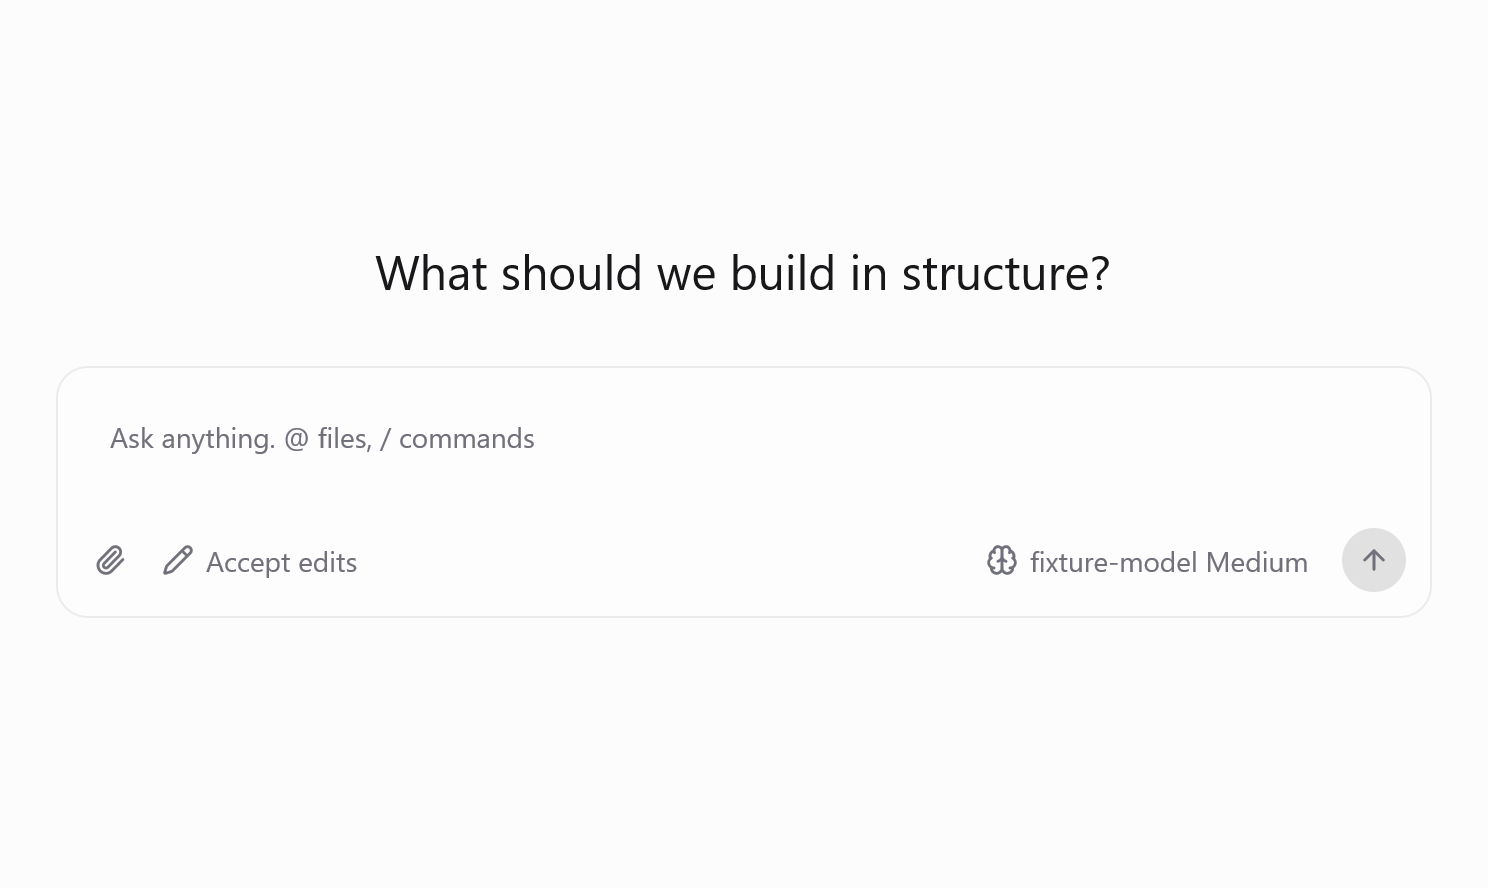 What should we build in structure?
Ask anything. @ files, / commands
Accept edits
fixture-model Medium